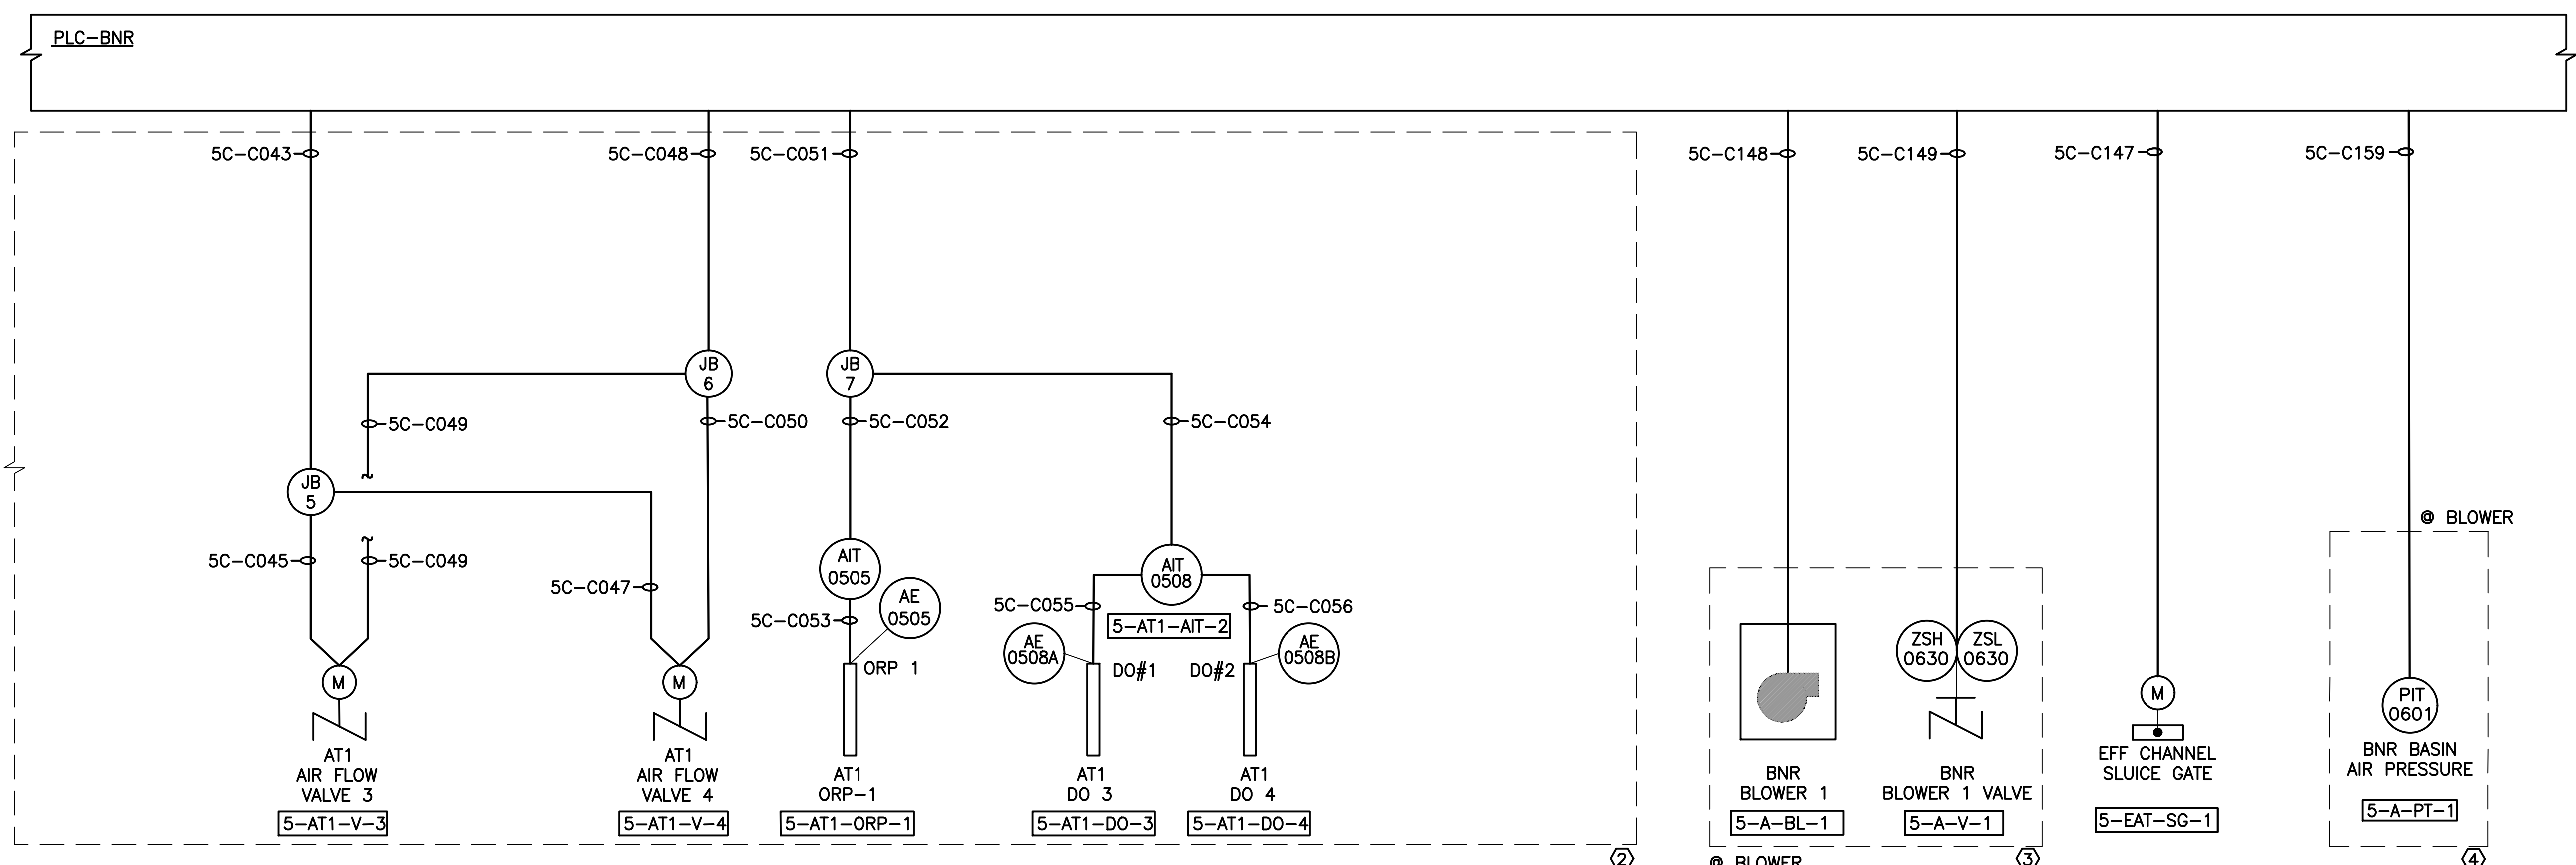 PLC-BNR
5C-C043
5C-C048
5C-C051
5C-C148
5C-C149
5C-C147
5C-C159
JB
6
JB
7
5C-C049
5C-C050
5C-C052
5C-C054
JB
5
@ BLOWER
5C-C045
5C-C049
5C-C047
AIT
0505
AIT
0508
AE
0505
5C-C053
5C-C055
5C-C056
5-AT1-AIT-2
AE
0508A
AE
0508B
ORP 1
DO#1
DO#2
ZSH
0630
ZSL
0630
M
M
M
PIT
0601
AT1
AIR FLOW
VALVE 3
5-AT1-V-3
AT1
AIR FLOW
VALVE 4
5-AT1-V-4
AT1
ORP-1
5-AT1-ORP-1
AT1
DO 3
5-AT1-DO-3
AT1
DO 4
5-AT1-DO-4
BNR
BLOWER 1
5-A-BL-1
BNR
BLOWER 1 VALVE
5-A-V-1
EFF CHANNEL
SLUICE GATE
5-EAT-SG-1
BNR BASIN
AIR PRESSURE
5-A-PT-1
2
@ BLOWER
3
4